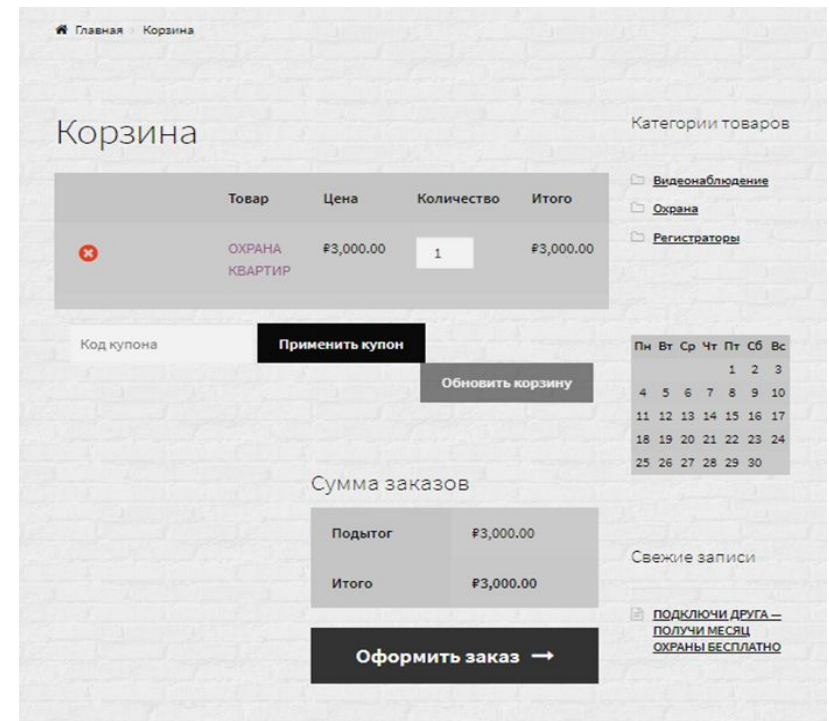 Главная Корзина
Корзина
Товар Цена Количество Итого
ОХРАНА КВАРТИР ₽3,000.00 1 ₽3,000.00
Код купона Применить купон
Обновить корзину
Сумма заказов
Подытог ₽3,000.00
Итого ₽3,000.00
Оформить заказ →
Категории товаров
Видеонаблюдение
Охрана
Регистраторы
Пн Вт Ср Чт Пт Сб Вс
1 2 3
4 5 6 7 8 9 10
11 12 13 14 15 16 17
18 19 20 21 22 23 24
25 26 27 28 29 30
Свежие записи
ПОДКЛЮЧИ ДРУГА —
ПОЛУЧИ МЕСЯЦ
ОХРАНЫ БЕСПЛАТНО